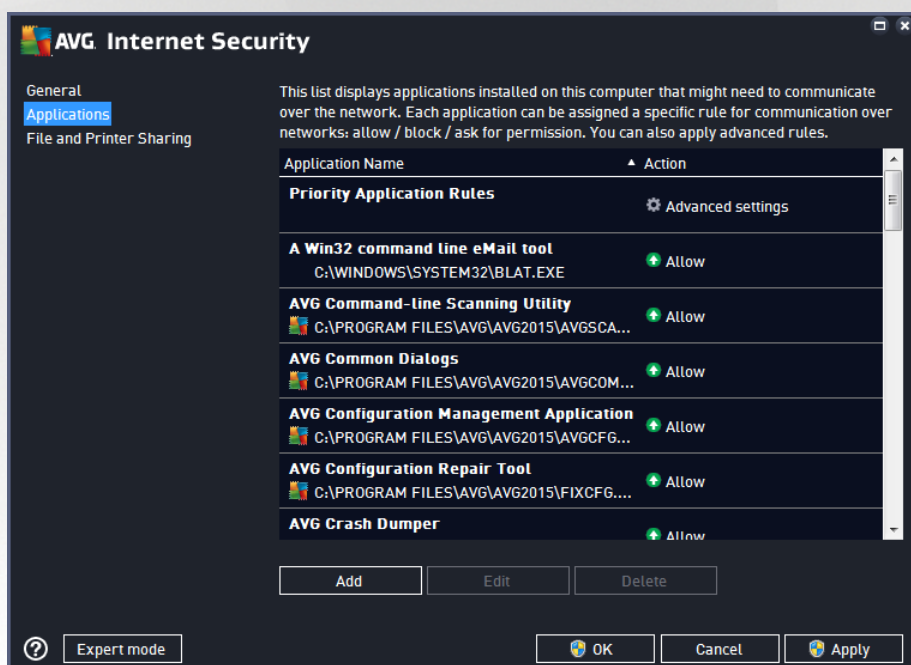 AVG. Internet Security
General
Applications
File and Printer Sharing
This list displays applications installed on this computer that might need to communicate
over the network. Each application can be assigned a specific rule for communication over
networks: allow / block / ask for permission. You can also apply advanced rules.
Application Name Action
Priority Application Rules
Advanced settings
A Win32 command line eMail tool
C:\WINDOWS\SYSTEM32\BLAT.EXE
Allow
AVG Command-line Scanning Utility
C:\PROGRAM FILES\AVG\AVG2015\AVGSCA...
Allow
AVG Common Dialogs
C:\PROGRAM FILES\AVG\AVG2015\AVGCOM...
Allow
AVG Configuration Management Application
C:\PROGRAM FILES\AVG\AVG2015\AVGCFG...
Allow
AVG Configuration Repair Tool
C:\PROGRAM FILES\AVG\AVG2015\FIXCFG....
Allow
AVG Crash Dumper
Allow
Add Edit Delete
? Expert mode OK Cancel Apply